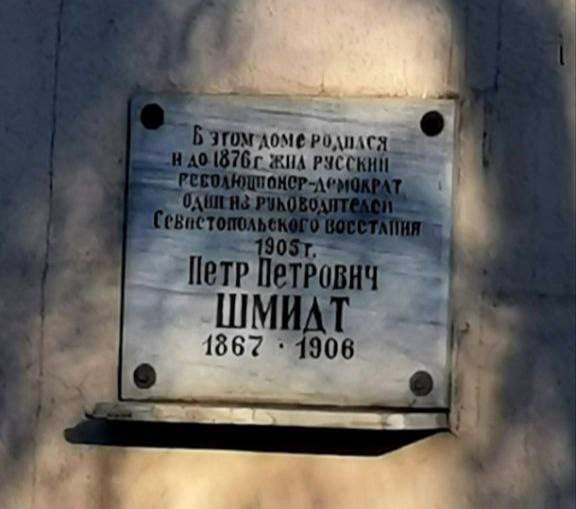 В этом доме родился
и до 1876 г. жил русский
революционер-демократ,
один из руководителей
Севастопольского восстания
1905 г.
Петр Петрович
ШМИДТ
1867 · 1906